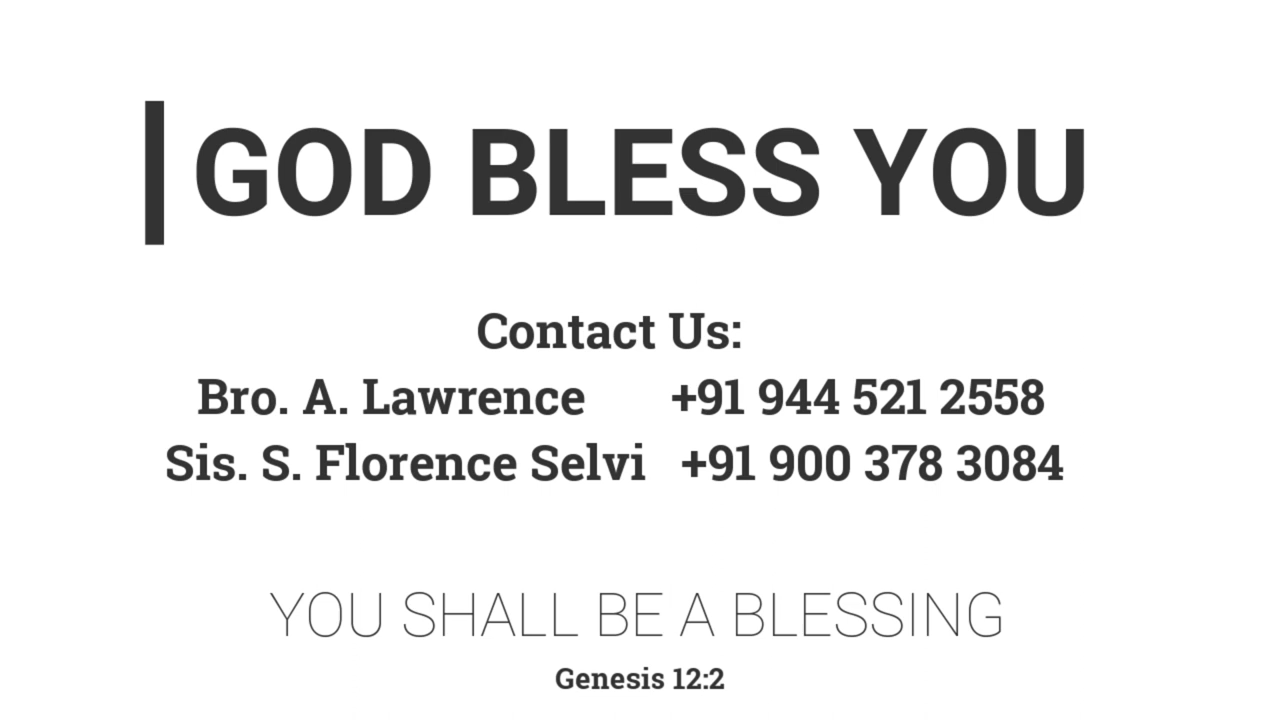 GOD BLESS YOU
Contact Us:
Bro. A. Lawrence +91 944 521 2558
Sis. S. Florence Selvi +91 900 378 3084
YOU SHALL BE A BLESSING
Genesis 12:2